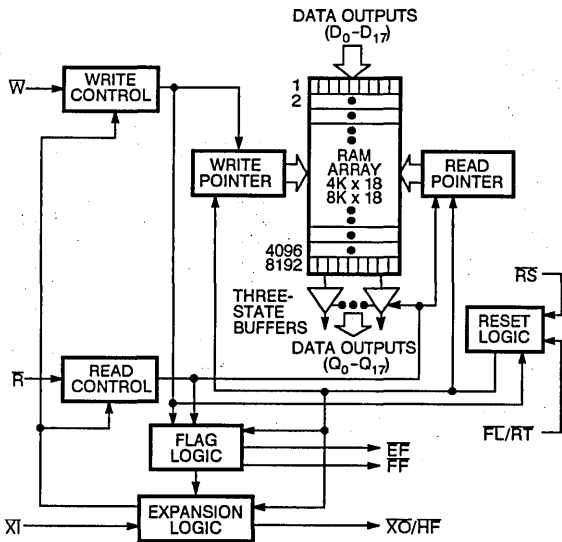 DATA OUTPUTS
(D0–D17)
W
WRITE
CONTROL
1
2
WRITE
POINTER
RAM
ARRAY
4K x 18
8K x 18
READ
POINTER
4096
8192
THREE-
STATE
BUFFERS
DATA OUTPUTS
(Q0–Q17)
RS
RESET
LOGIC
R
READ
CONTROL
FL/RT
FLAG
LOGIC
EF
FF
XI
EXPANSION
LOGIC
XO/HF